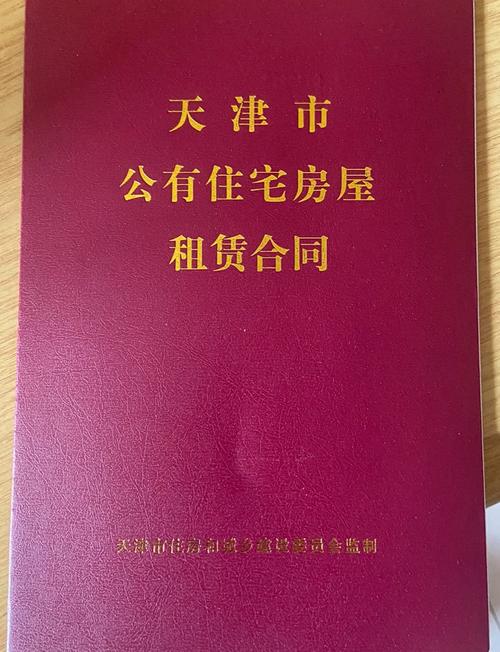 天津市
公有住宅房屋
租赁合同
天津市住房和城乡建设委员会监制